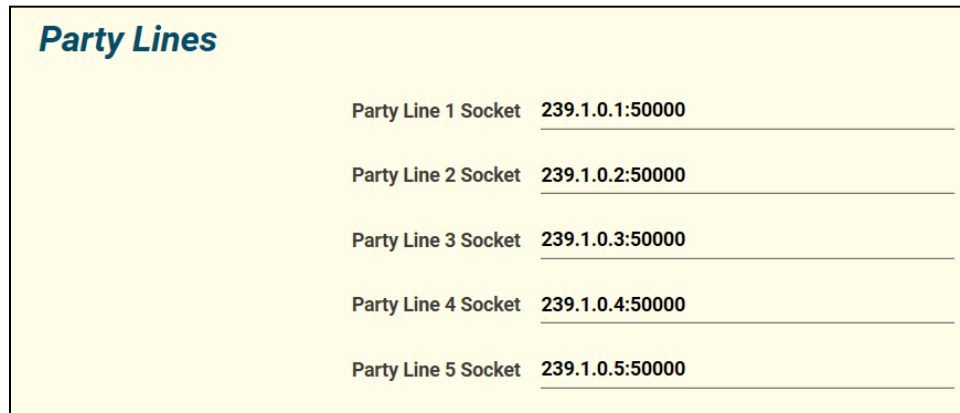 Party Lines
Party Line 1 Socket 239.1.0.1:50000
Party Line 2 Socket 239.1.0.2:50000
Party Line 3 Socket 239.1.0.3:50000
Party Line 4 Socket 239.1.0.4:50000
Party Line 5 Socket 239.1.0.5:50000